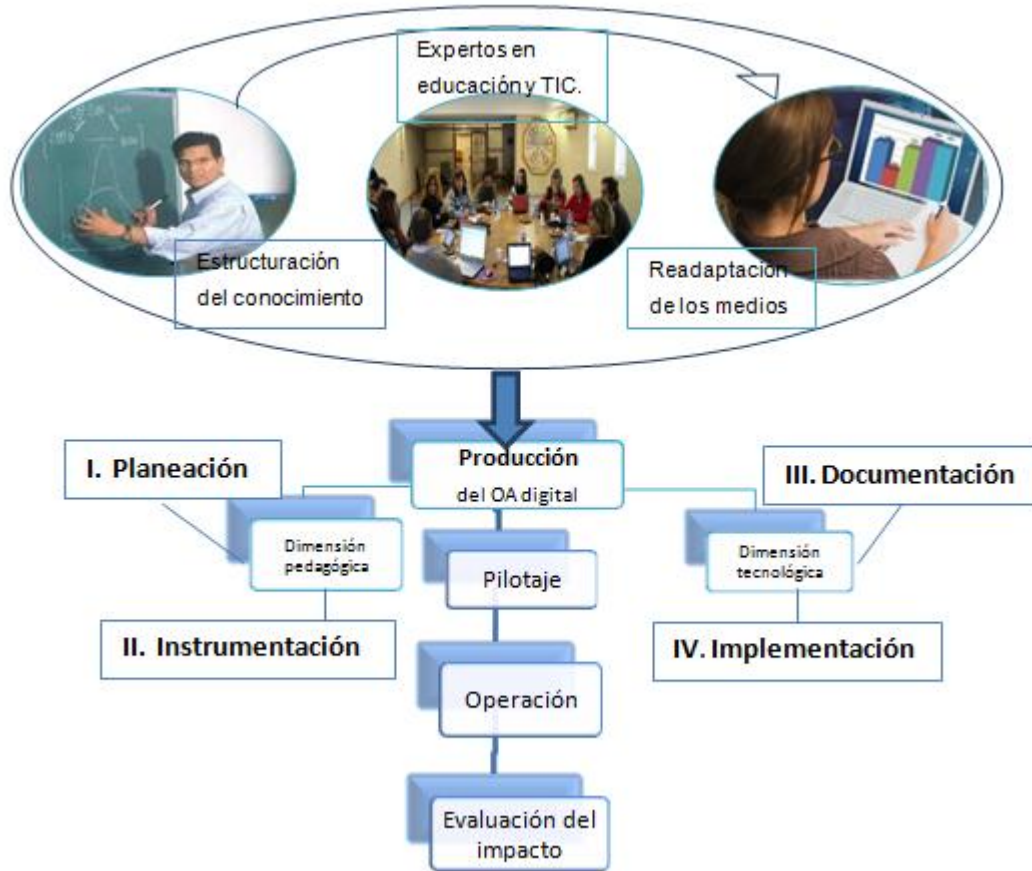 Expertos en
educación y TIC.
Estructuración
del conocimiento
Readaptación
de los medios
Producción
del OA digital
I. Planeación
III. Documentación
Dimensión
pedagógica
Pilotaje
Dimensión
tecnológica
II. Instrumentación
IV. Implementación
Operación
Evaluación del
impacto